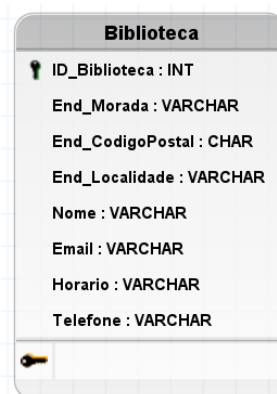 Biblioteca
ID_Biblioteca : INT
End_Morada : VARCHAR
End_CodigoPostal : CHAR
End_Localidade : VARCHAR
Nome : VARCHAR
Email : VARCHAR
Horario : VARCHAR
Telefone : VARCHAR